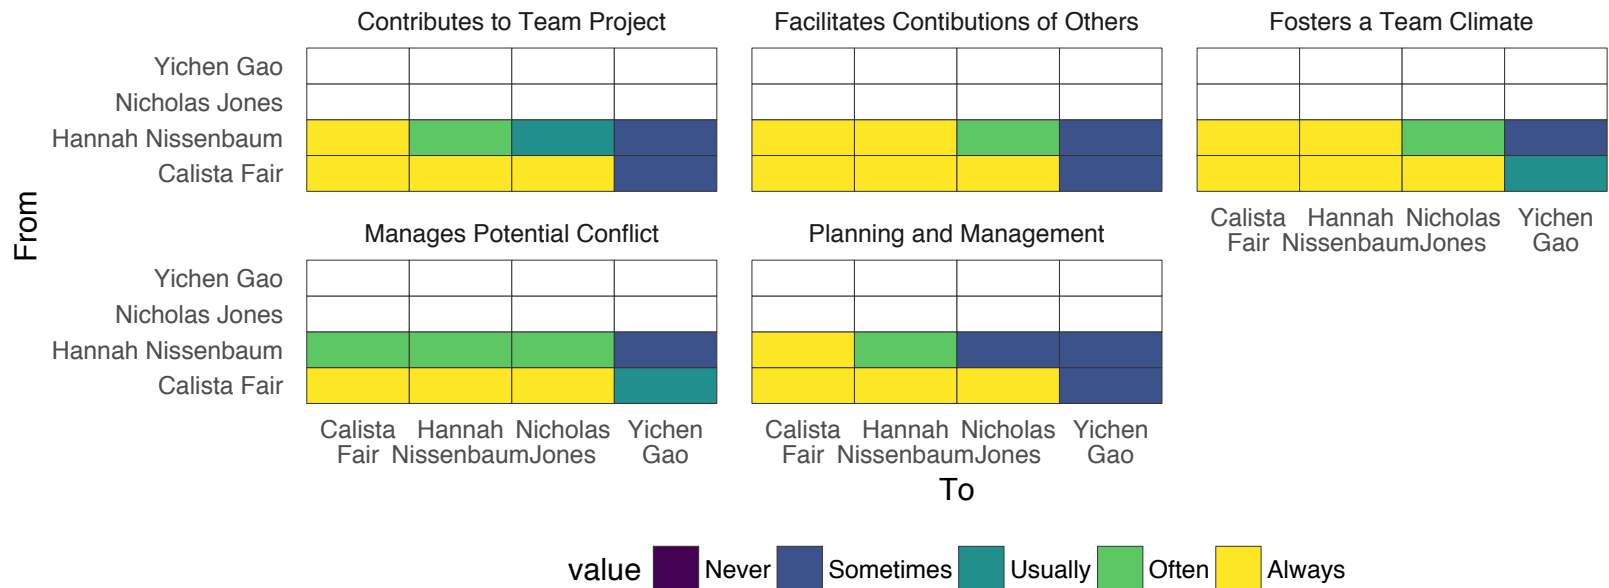 Contributes to Team Project
Facilitates Contibutions of Others
Fosters a Team Climate
Yichen Gao
Nicholas Jones
Hannah Nissenbaum
Calista Fair
From
Calista Hannah Nicholas Yichen
Fair Nissenbaum Jones Gao
Manages Potential Conflict
Planning and Management
Yichen Gao
Nicholas Jones
Hannah Nissenbaum
Calista Fair
Calista Hannah Nicholas Yichen
Fair Nissenbaum Jones Gao
Calista Hannah Nicholas Yichen
Fair Nissenbaum Jones Gao
To
value Never Sometimes Usually Often Always